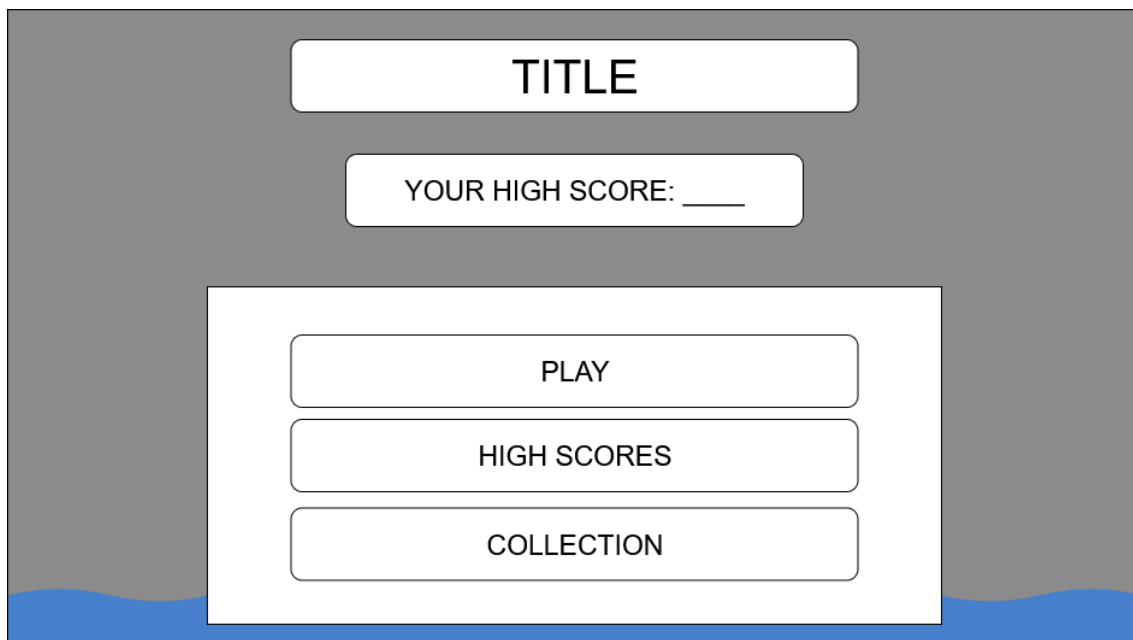 TITLE
YOUR HIGH SCORE: ____
PLAY
HIGH SCORES
COLLECTION